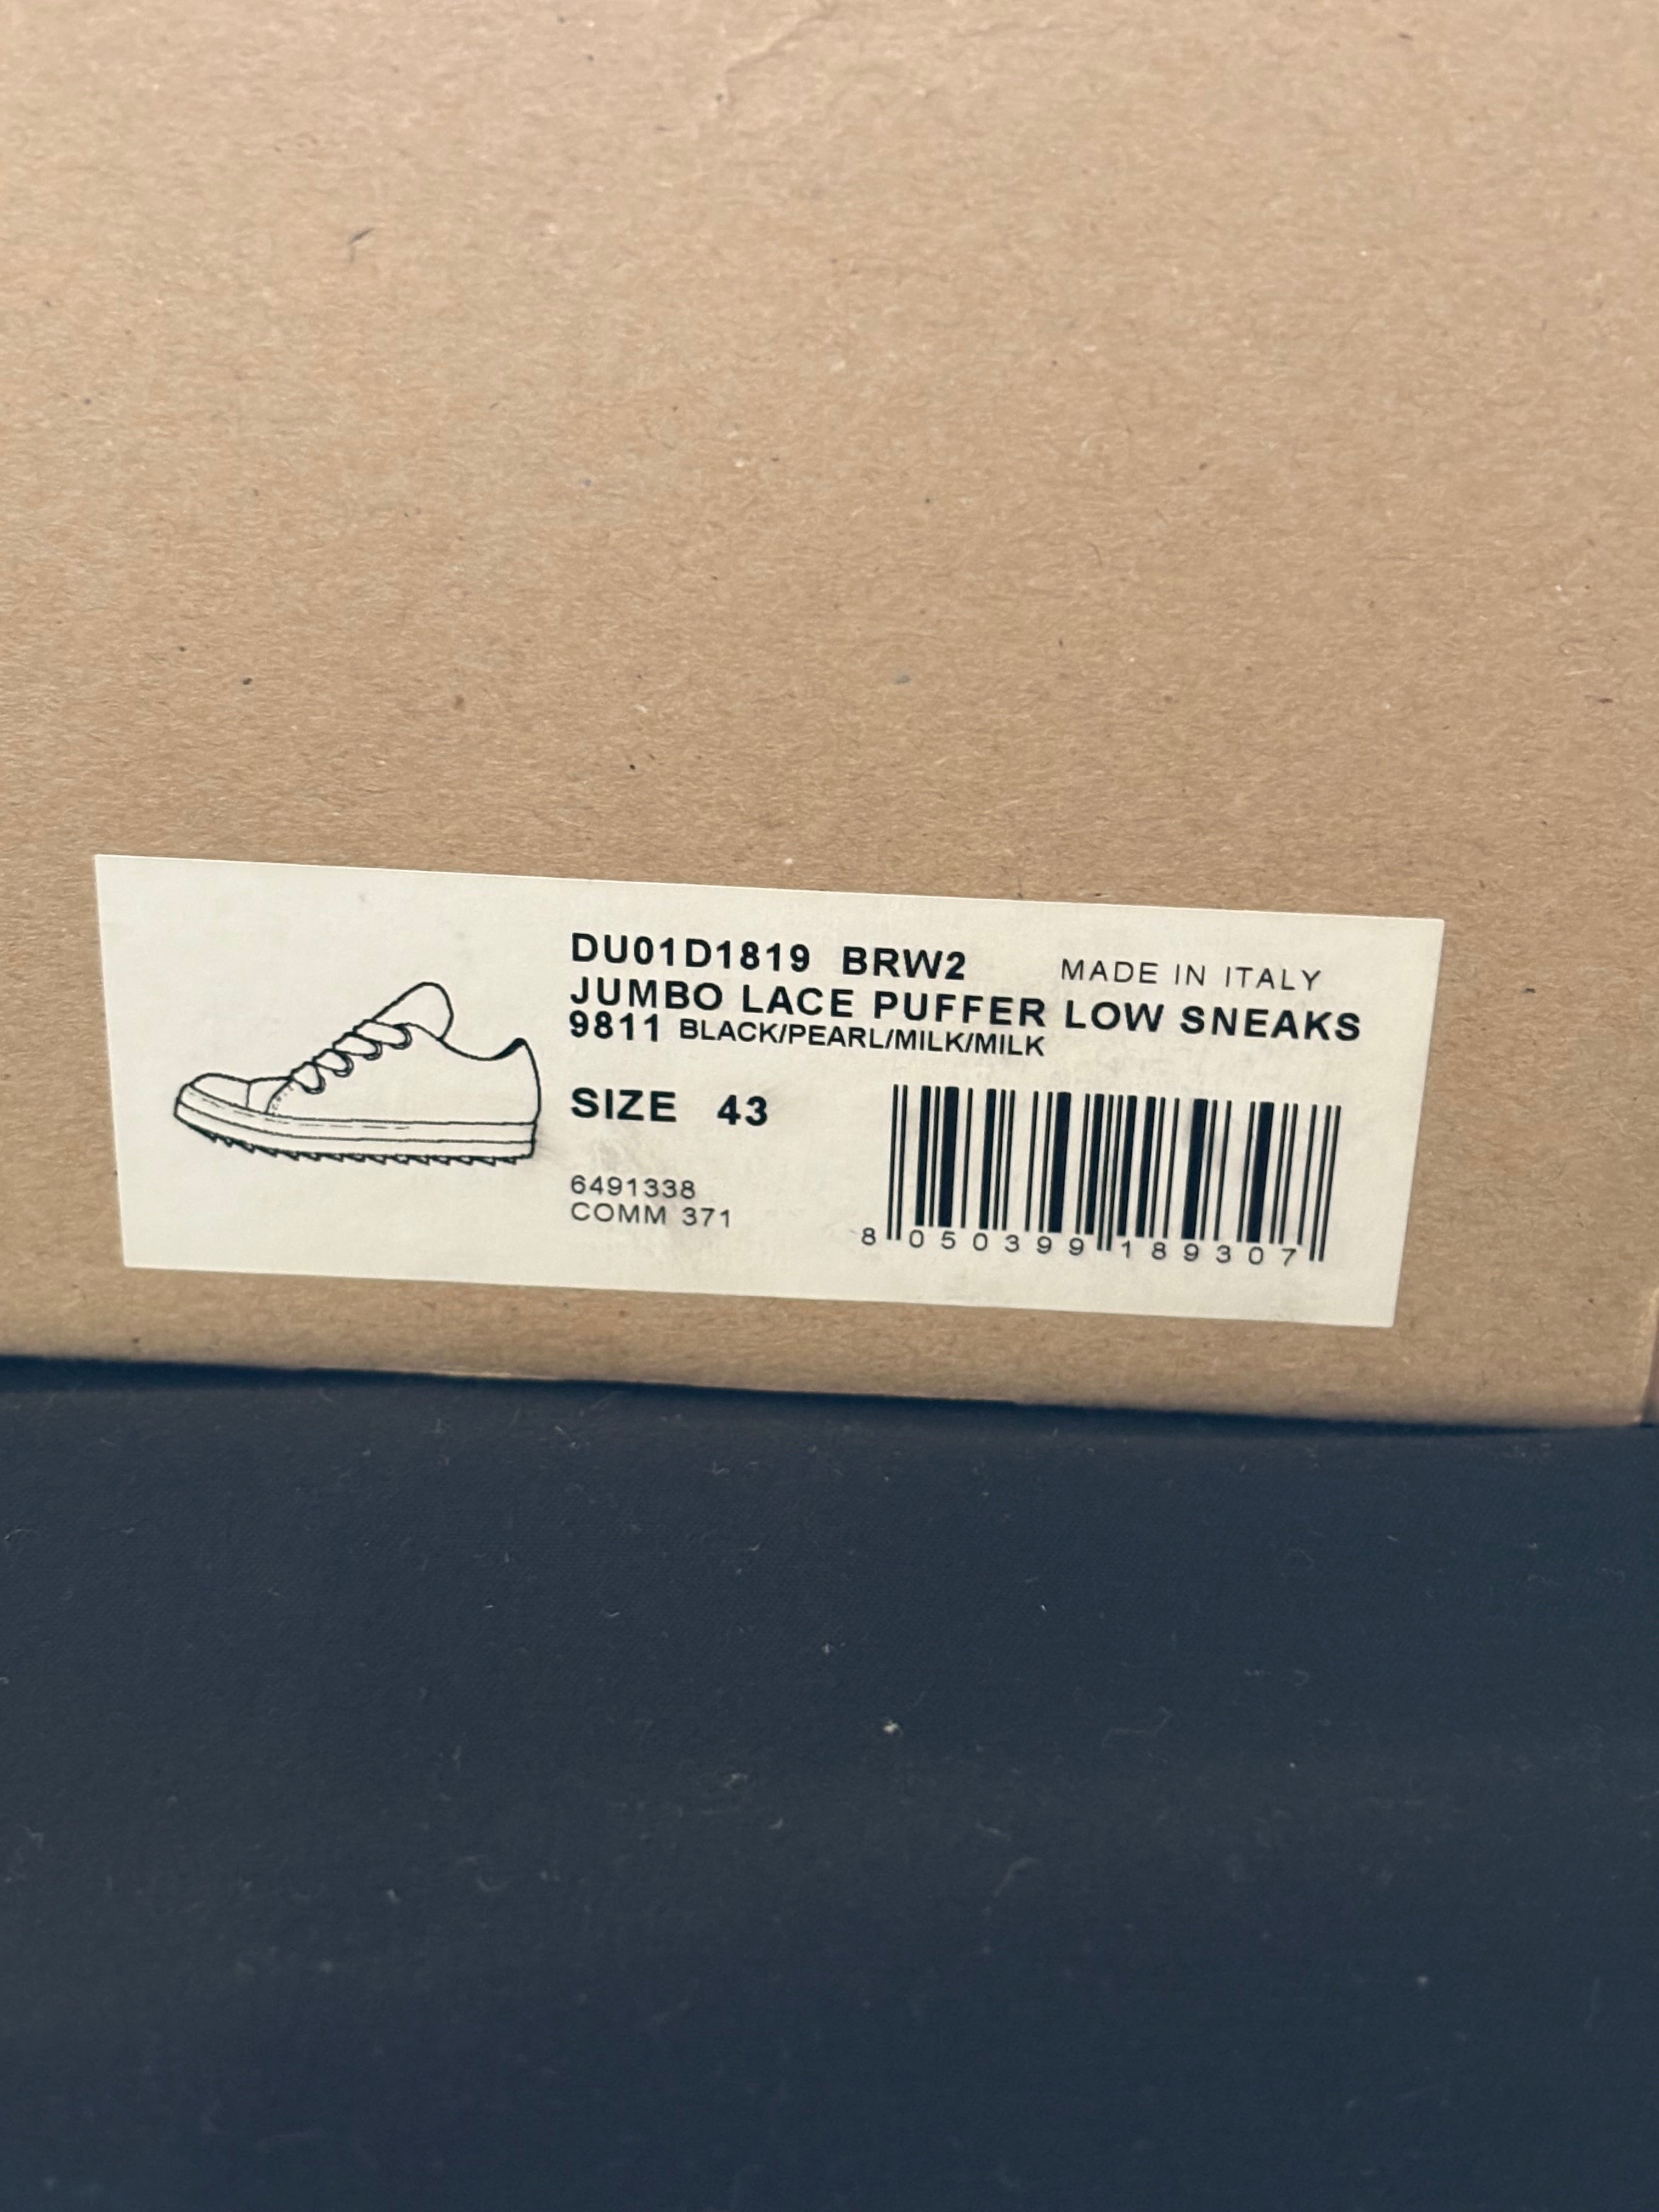 DU01D1819 BRW2 MADE IN ITALY
JUMBO LACE PUFFER LOW SNEAKS
9811 BLACK/PEARL/MILK/MILK
SIZE 43
6491338
COMM 371
8 050399 189307